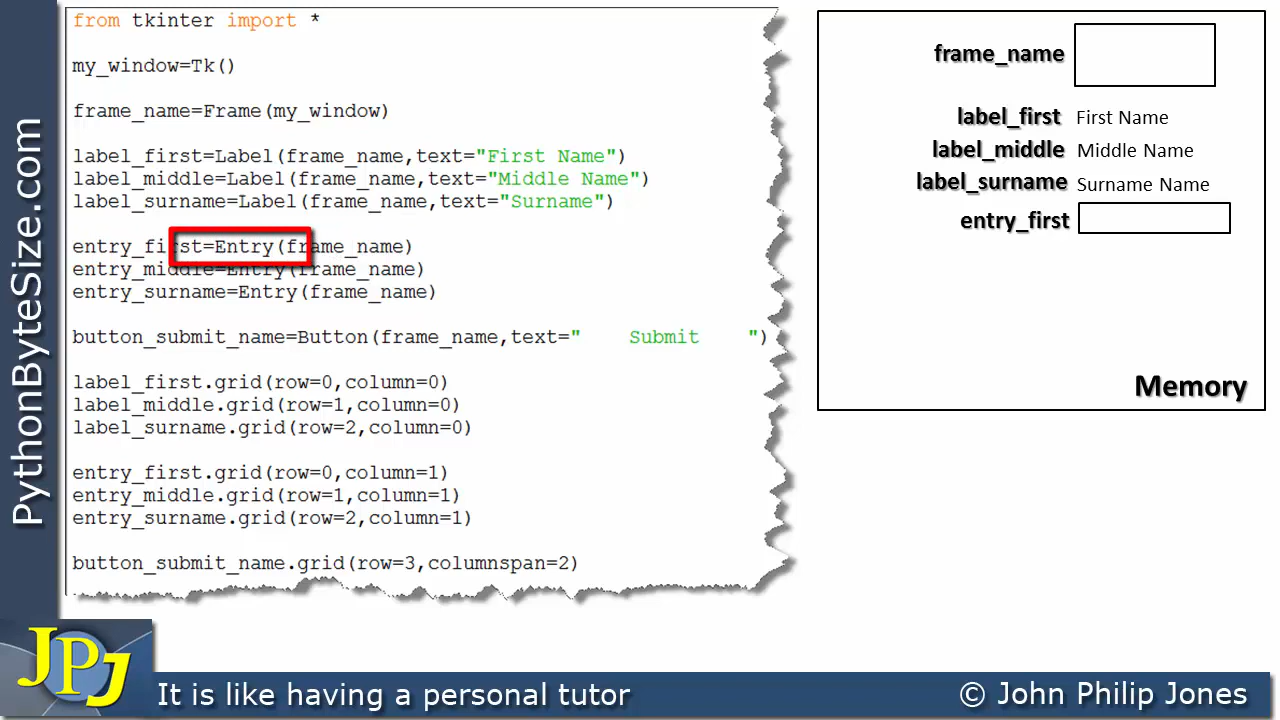 PythonByteSize.com
from tkinter import *
my_window=Tk()
frame_name=Frame(my_window)
label_first=Label(frame_name,text="First Name")
label_middle=Label(frame_name,text="Middle Name")
label_surname=Label(frame_name,text="Surname")
entry_first=Entry(frame_name)
entry_middle=Entry(frame_name)
entry_surname=Entry(frame_name)
button_submit_name=Button(frame_name,text="    Submit    ")
label_first.grid(row=0,column=0)
label_middle.grid(row=1,column=0)
label_surname.grid(row=2,column=0)
entry_first.grid(row=0,column=1)
entry_middle.grid(row=1,column=1)
entry_surname.grid(row=2,column=1)
button_submit_name.grid(row=3,columnspan=2)
frame_name
label_first First Name
label_middle Middle Name
label_surname Surname Name
entry_first
Memory
JPJ
It is like having a personal tutor
© John Philip Jones